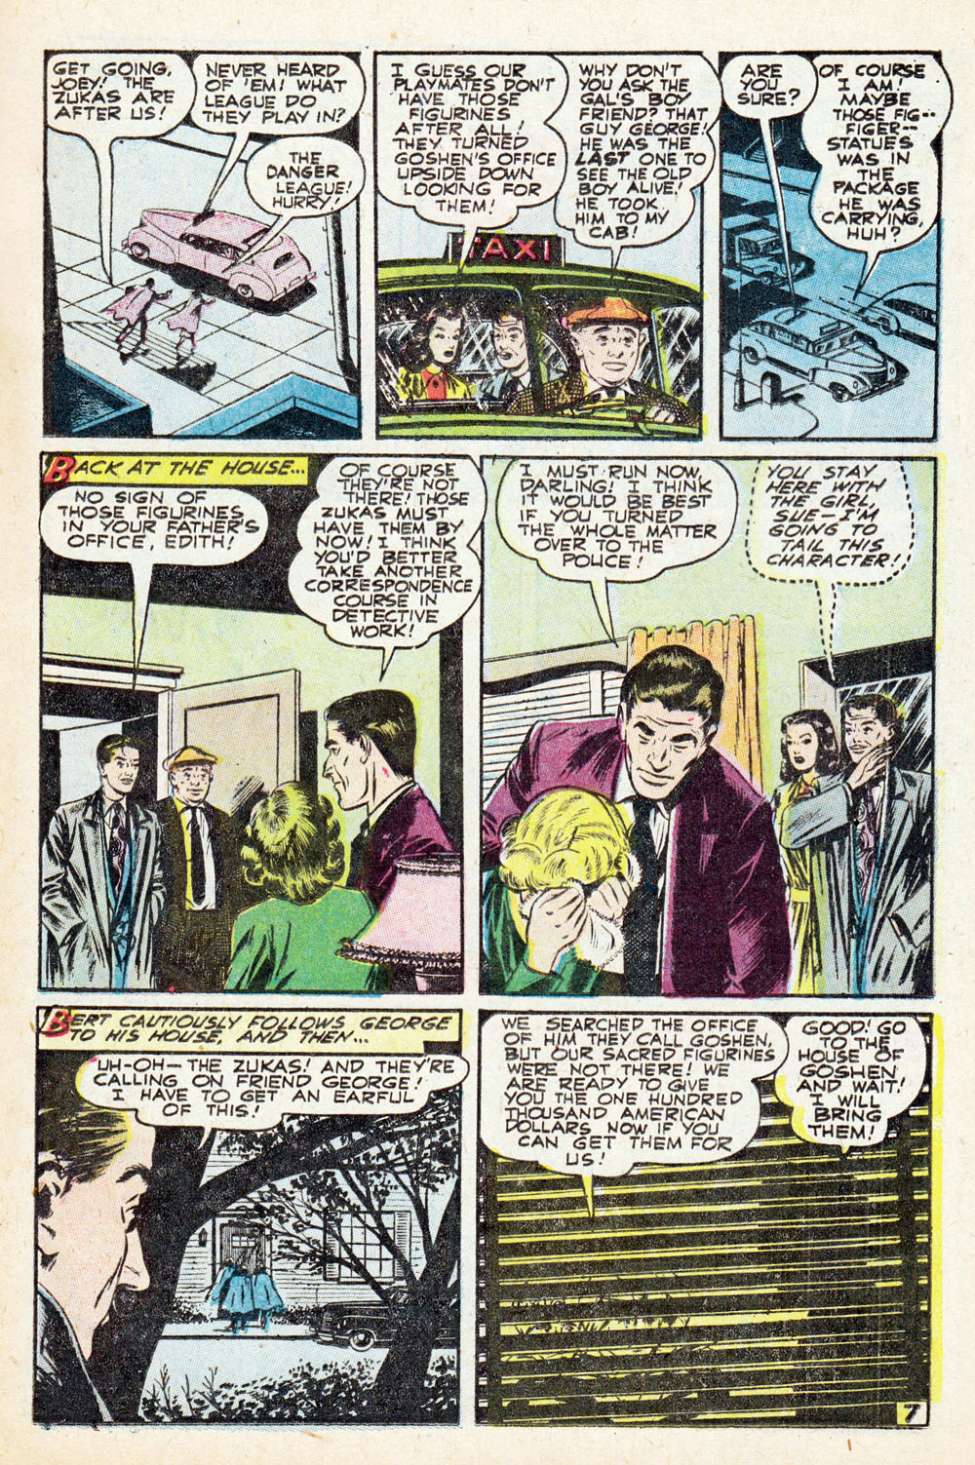 GET GOING,
JOEY! THE
ZUKAS ARE
AFTER US!
NEVER HEARD
OF 'EM! WHAT
LEAGUE DO
THEY PLAY IN?
THE
DANGER
LEAGUE!
HURRY!
I GUESS OUR
PLAYMATES DON'T
HAVE THOSE
FIGURINES
AFTER ALL!
THEY TURNED
GOSHEN'S OFFICE
UPSIDE DOWN
LOOKING FOR
THEM!
WHY DON'T
YOU ASK THE
GAL'S BOY
FRIEND? THAT
GUY GEORGE!
HE WAS THE
LAST ONE TO
SEE THE OLD
BOY ALIVE!
HE TOOK
HIM TO MY
CAB!
TAXI
ARE
YOU
SURE?
OF COURSE
I AM!
MAYBE
THOSE FIG--
FIGER--
STATUES
WAS IN
THE
PACKAGE
HE WAS
CARRYING,
HUH?
BACK AT THE HOUSE...
NO SIGN OF
THOSE FIGURINES
IN YOUR FATHER'S
OFFICE, EDITH!
OF COURSE
THEY'RE NOT
THERE! THOSE
ZUKAS MUST
HAVE THEM BY
NOW! I THINK
YOU'D BETTER
TAKE ANOTHER
CORRESPONDENCE
COURSE IN
DETECTIVE
WORK!
I MUST RUN NOW,
DARLING! I THINK
IT WOULD BE BEST
IF YOU TURNED
THE WHOLE MATTER
OVER TO THE
POLICE!
YOU STAY
HERE WITH
THE GIRL,
SUE—I'M
GOING TO
TAIL THIS
CHARACTER!
BERT CAUTIOUSLY FOLLOWS GEORGE
TO HIS HOUSE, AND THEN...
UH-OH—THE ZUKAS! AND THEY'RE
CALLING ON FRIEND GEORGE!
I HAVE TO GET AN EARFUL
OF THIS!
WE SEARCHED THE OFFICE
OF HIM THEY CALL GOSHEN,
BUT OUR SACRED FIGURINES
WERE NOT THERE! WE
ARE READY TO GIVE
YOU THE ONE HUNDRED
THOUSAND AMERICAN
DOLLARS NOW IF YOU
CAN GET THEM FOR
US!
GOOD! GO
TO THE
HOUSE OF
GOSHEN
AND WAIT!
I WILL
BRING
THEM!
7